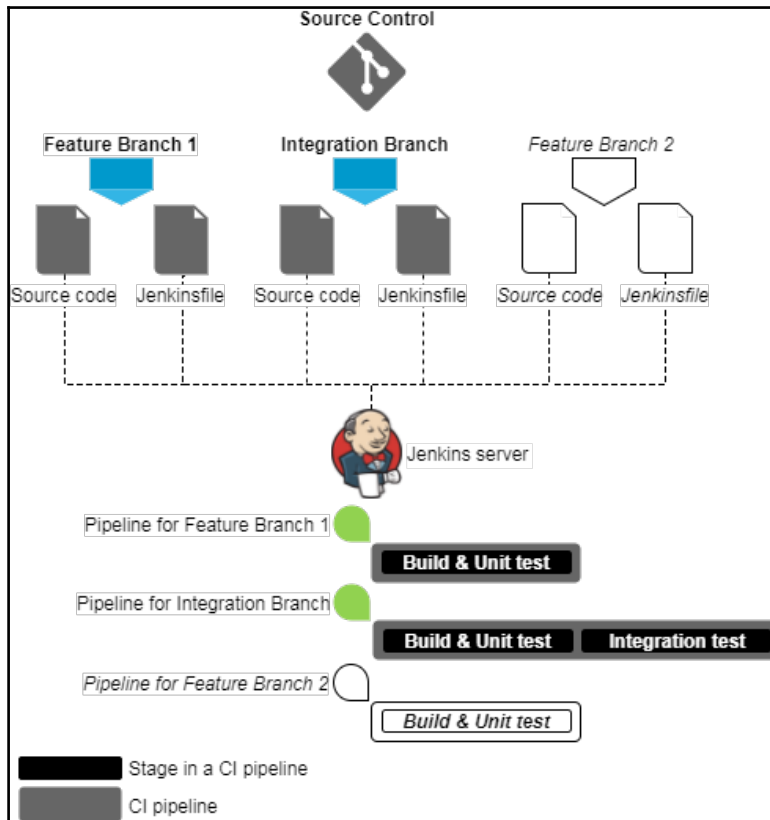 Source Control
Feature Branch 1
Integration Branch
Feature Branch 2
Source code
Jenkinsfile
Source code
Jenkinsfile
Source code
Jenkinsfile
Jenkins server
Pipeline for Feature Branch 1
Build & Unit test
Pipeline for Integration Branch
Build & Unit test
Integration test
Pipeline for Feature Branch 2
Build & Unit test
Stage in a CI pipeline
CI pipeline